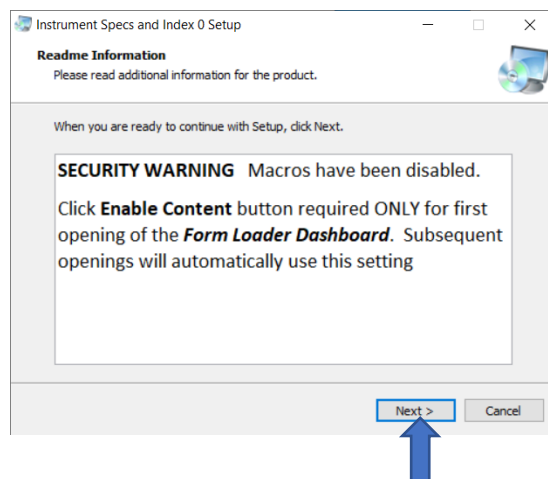 Instrument Specs and Index 0 Setup
Readme Information
Please read additional information for the product.
When you are ready to continue with Setup, click Next.
SECURITY WARNING Macros have been disabled.
Click Enable Content button required ONLY for first
opening of the Form Loader Dashboard. Subsequent
openings will automatically use this setting
Next > Cancel